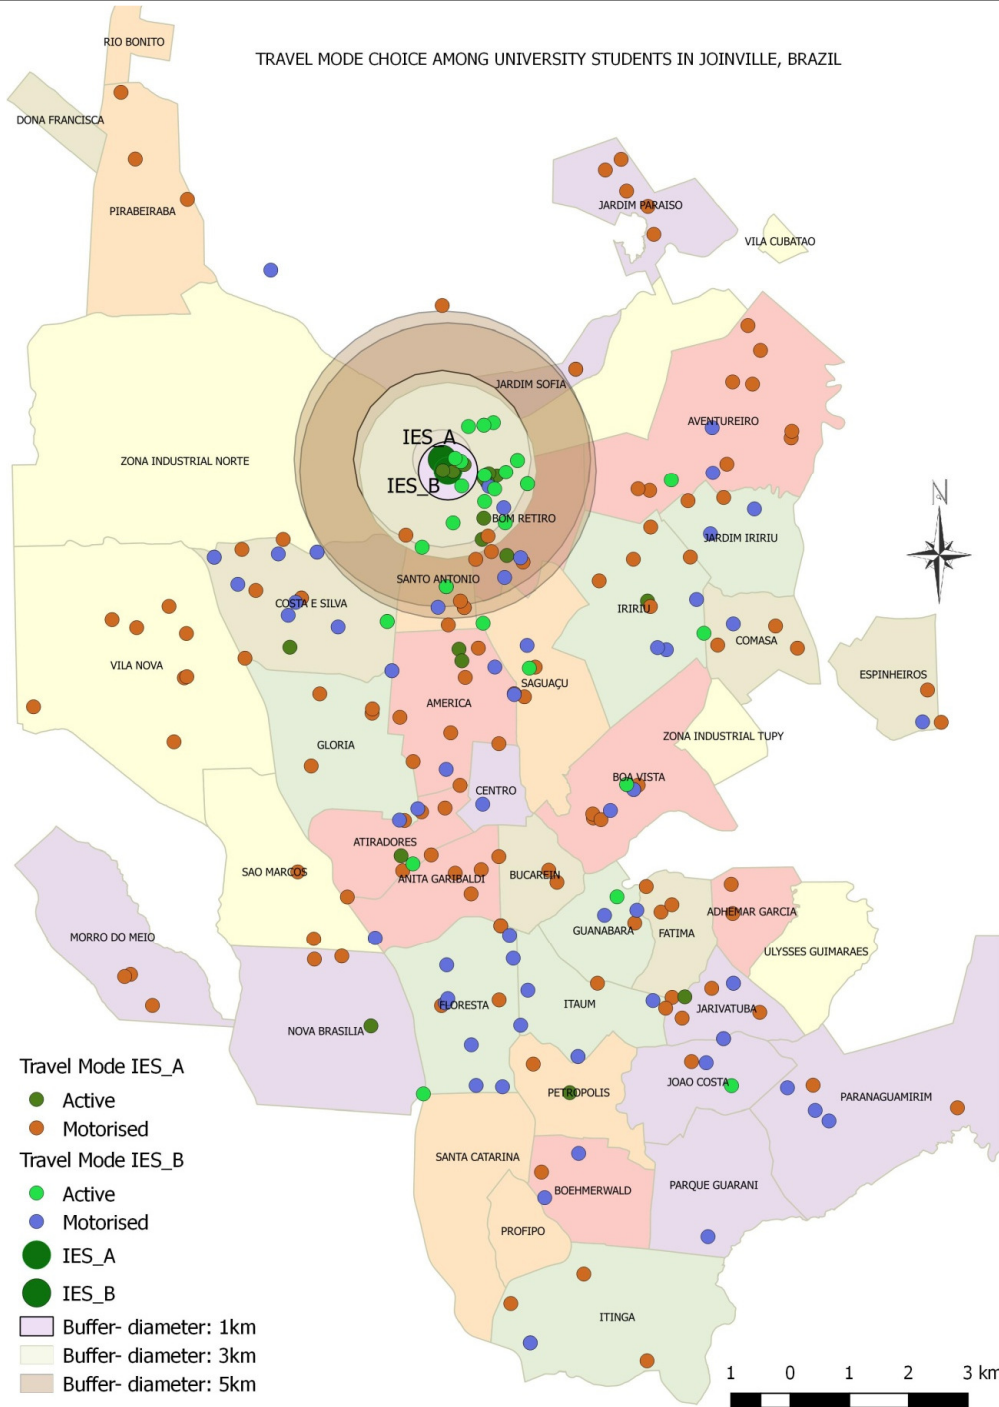 RIO BONITO
TRAVEL MODE CHOICE AMONG UNIVERSITY STUDENTS IN JOINVILLE, BRAZIL
DONA FRANCISCA
PIRABEIRABA
JARDIM PARAISO
VILA CUBATAO
JARDIM SOFIA
AVENTUREIRO
IES_A
ZONA INDUSTRIAL NORTE
IES_B
N
BOM RETIRO
JARDIM IRIRIU
SANTO ANTONIO
COSTA E SILVA
IRIRIU
COMASA
VILA NOVA
ESPINHEIROS
SAGUAÇU
AMERICA
ZONA INDUSTRIAL TUPY
GLORIA
BOA VISTA
CENTRO
ATIRADORES
SAO MARCOS
ANITA GARIBALDI
BUCAREIN
ADHEMAR GARCIA
GUANABARA
FATIMA
MORRO DO MEIO
ULYSSES GUIMARAES
FLORESTA
ITAUM
JARIVATUBA
NOVA BRASILIA
JOAO COSTA
PETROPOLIS
PARANAGUAMIRIM
SANTA CATARINA
BOEHMERWALD
PARQUE GUARANI
PROFIPO
ITINGA
Travel Mode IES_A
Active
Motorised
Travel Mode IES_B
Active
Motorised
IES_A
IES_B
Buffer- diameter: 1km
Buffer- diameter: 3km
Buffer- diameter: 5km
1 0 1 2 3 km